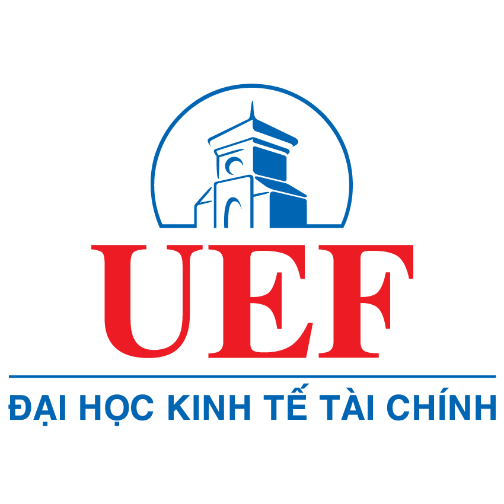 UEF
ĐẠI HỌC KINH TẾ TÀI CHÍNH